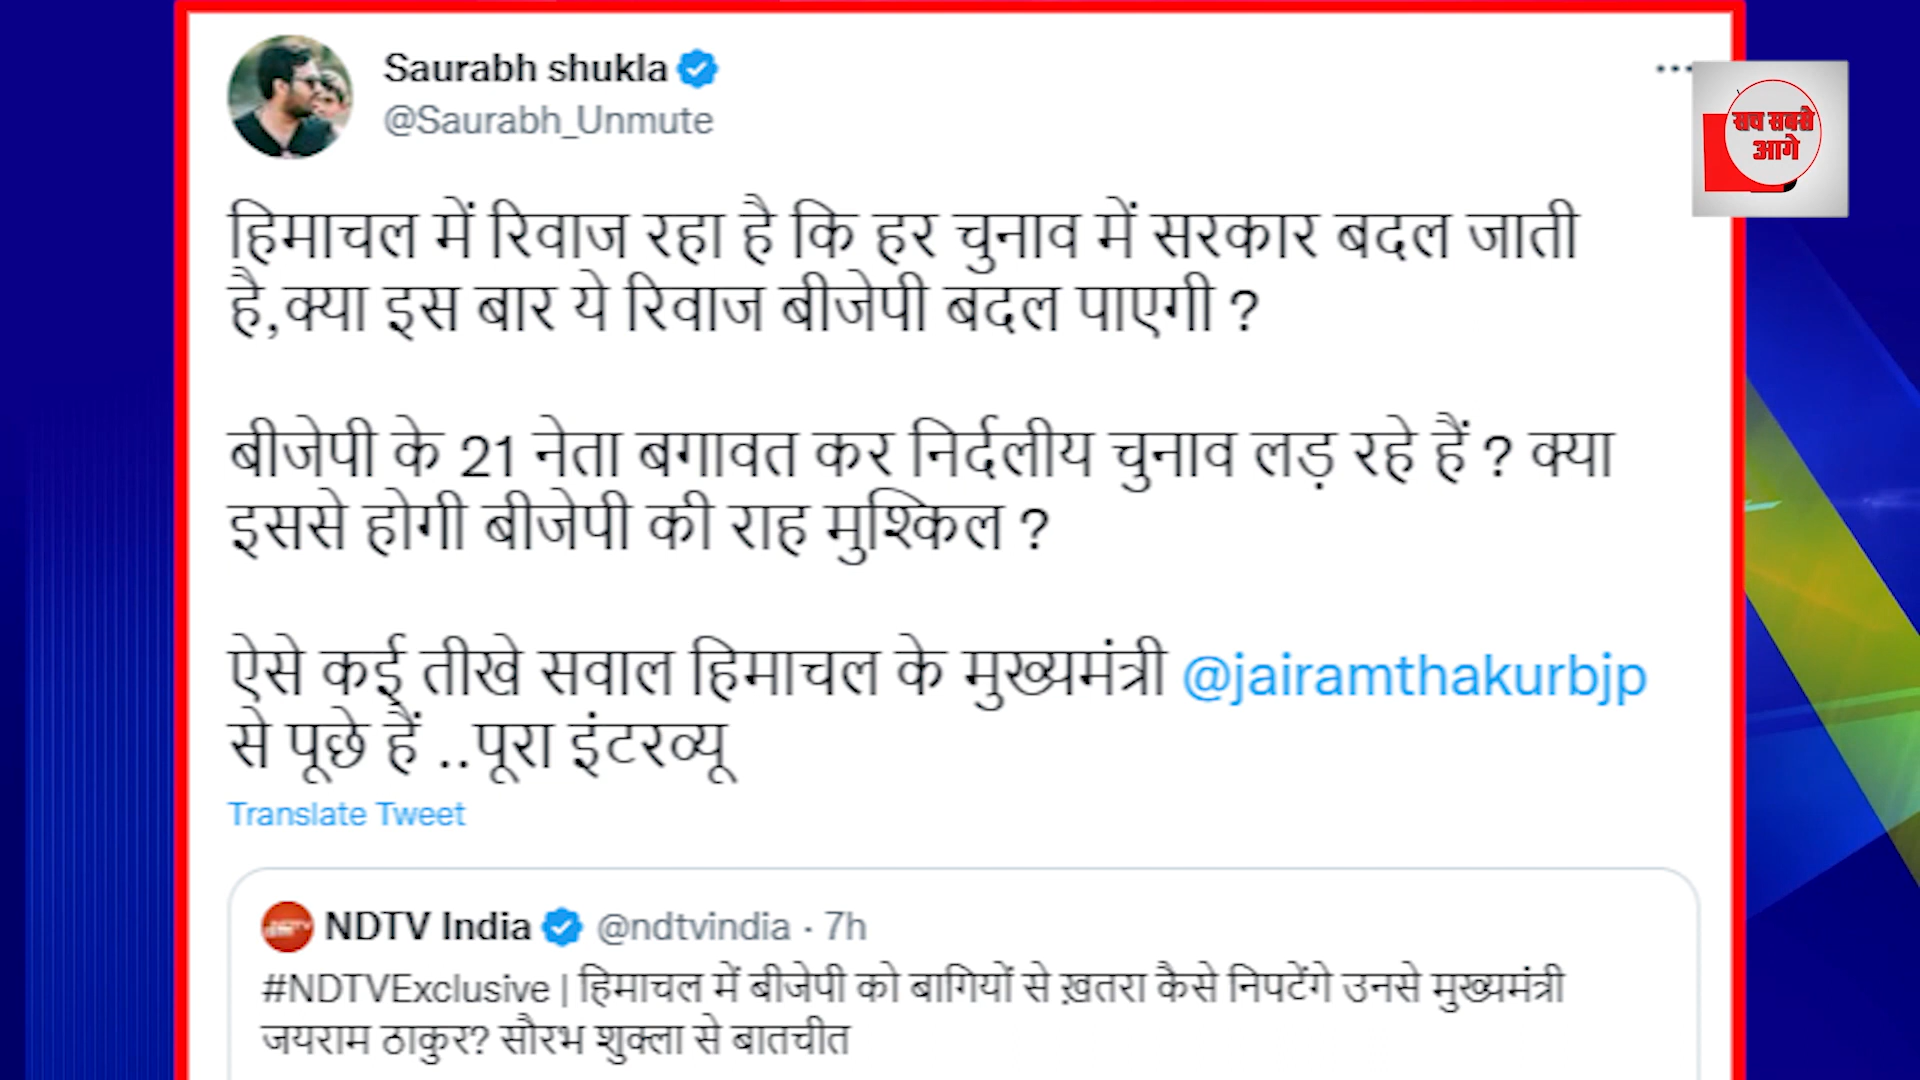 Saurabh shukla
@Saurabh_Unmute
सच सबसे
आगे
हिमाचल में रिवाज रहा है कि हर चुनाव में सरकार बदल जाती
है,क्या इस बार ये रिवाज बीजेपी बदल पाएगी ?
बीजेपी के 21 नेता बगावत कर निर्दलीय चुनाव लड़ रहे हैं ? क्या
इससे होगी बीजेपी की राह मुश्किल ?
ऐसे कई तीखे सवाल हिमाचल के मुख्यमंत्री @jairamthakurbjp
से पूछे हैं ..पूरा इंटरव्यू
Translate Tweet
NDTV India @ndtvindia · 7h
#NDTVExclusive | हिमाचल में बीजेपी को बागियों से ख़तरा कैसे निपटेंगे उनसे मुख्यमंत्री
जयराम ठाकुर? सौरभ शुक्ला से बातचीत